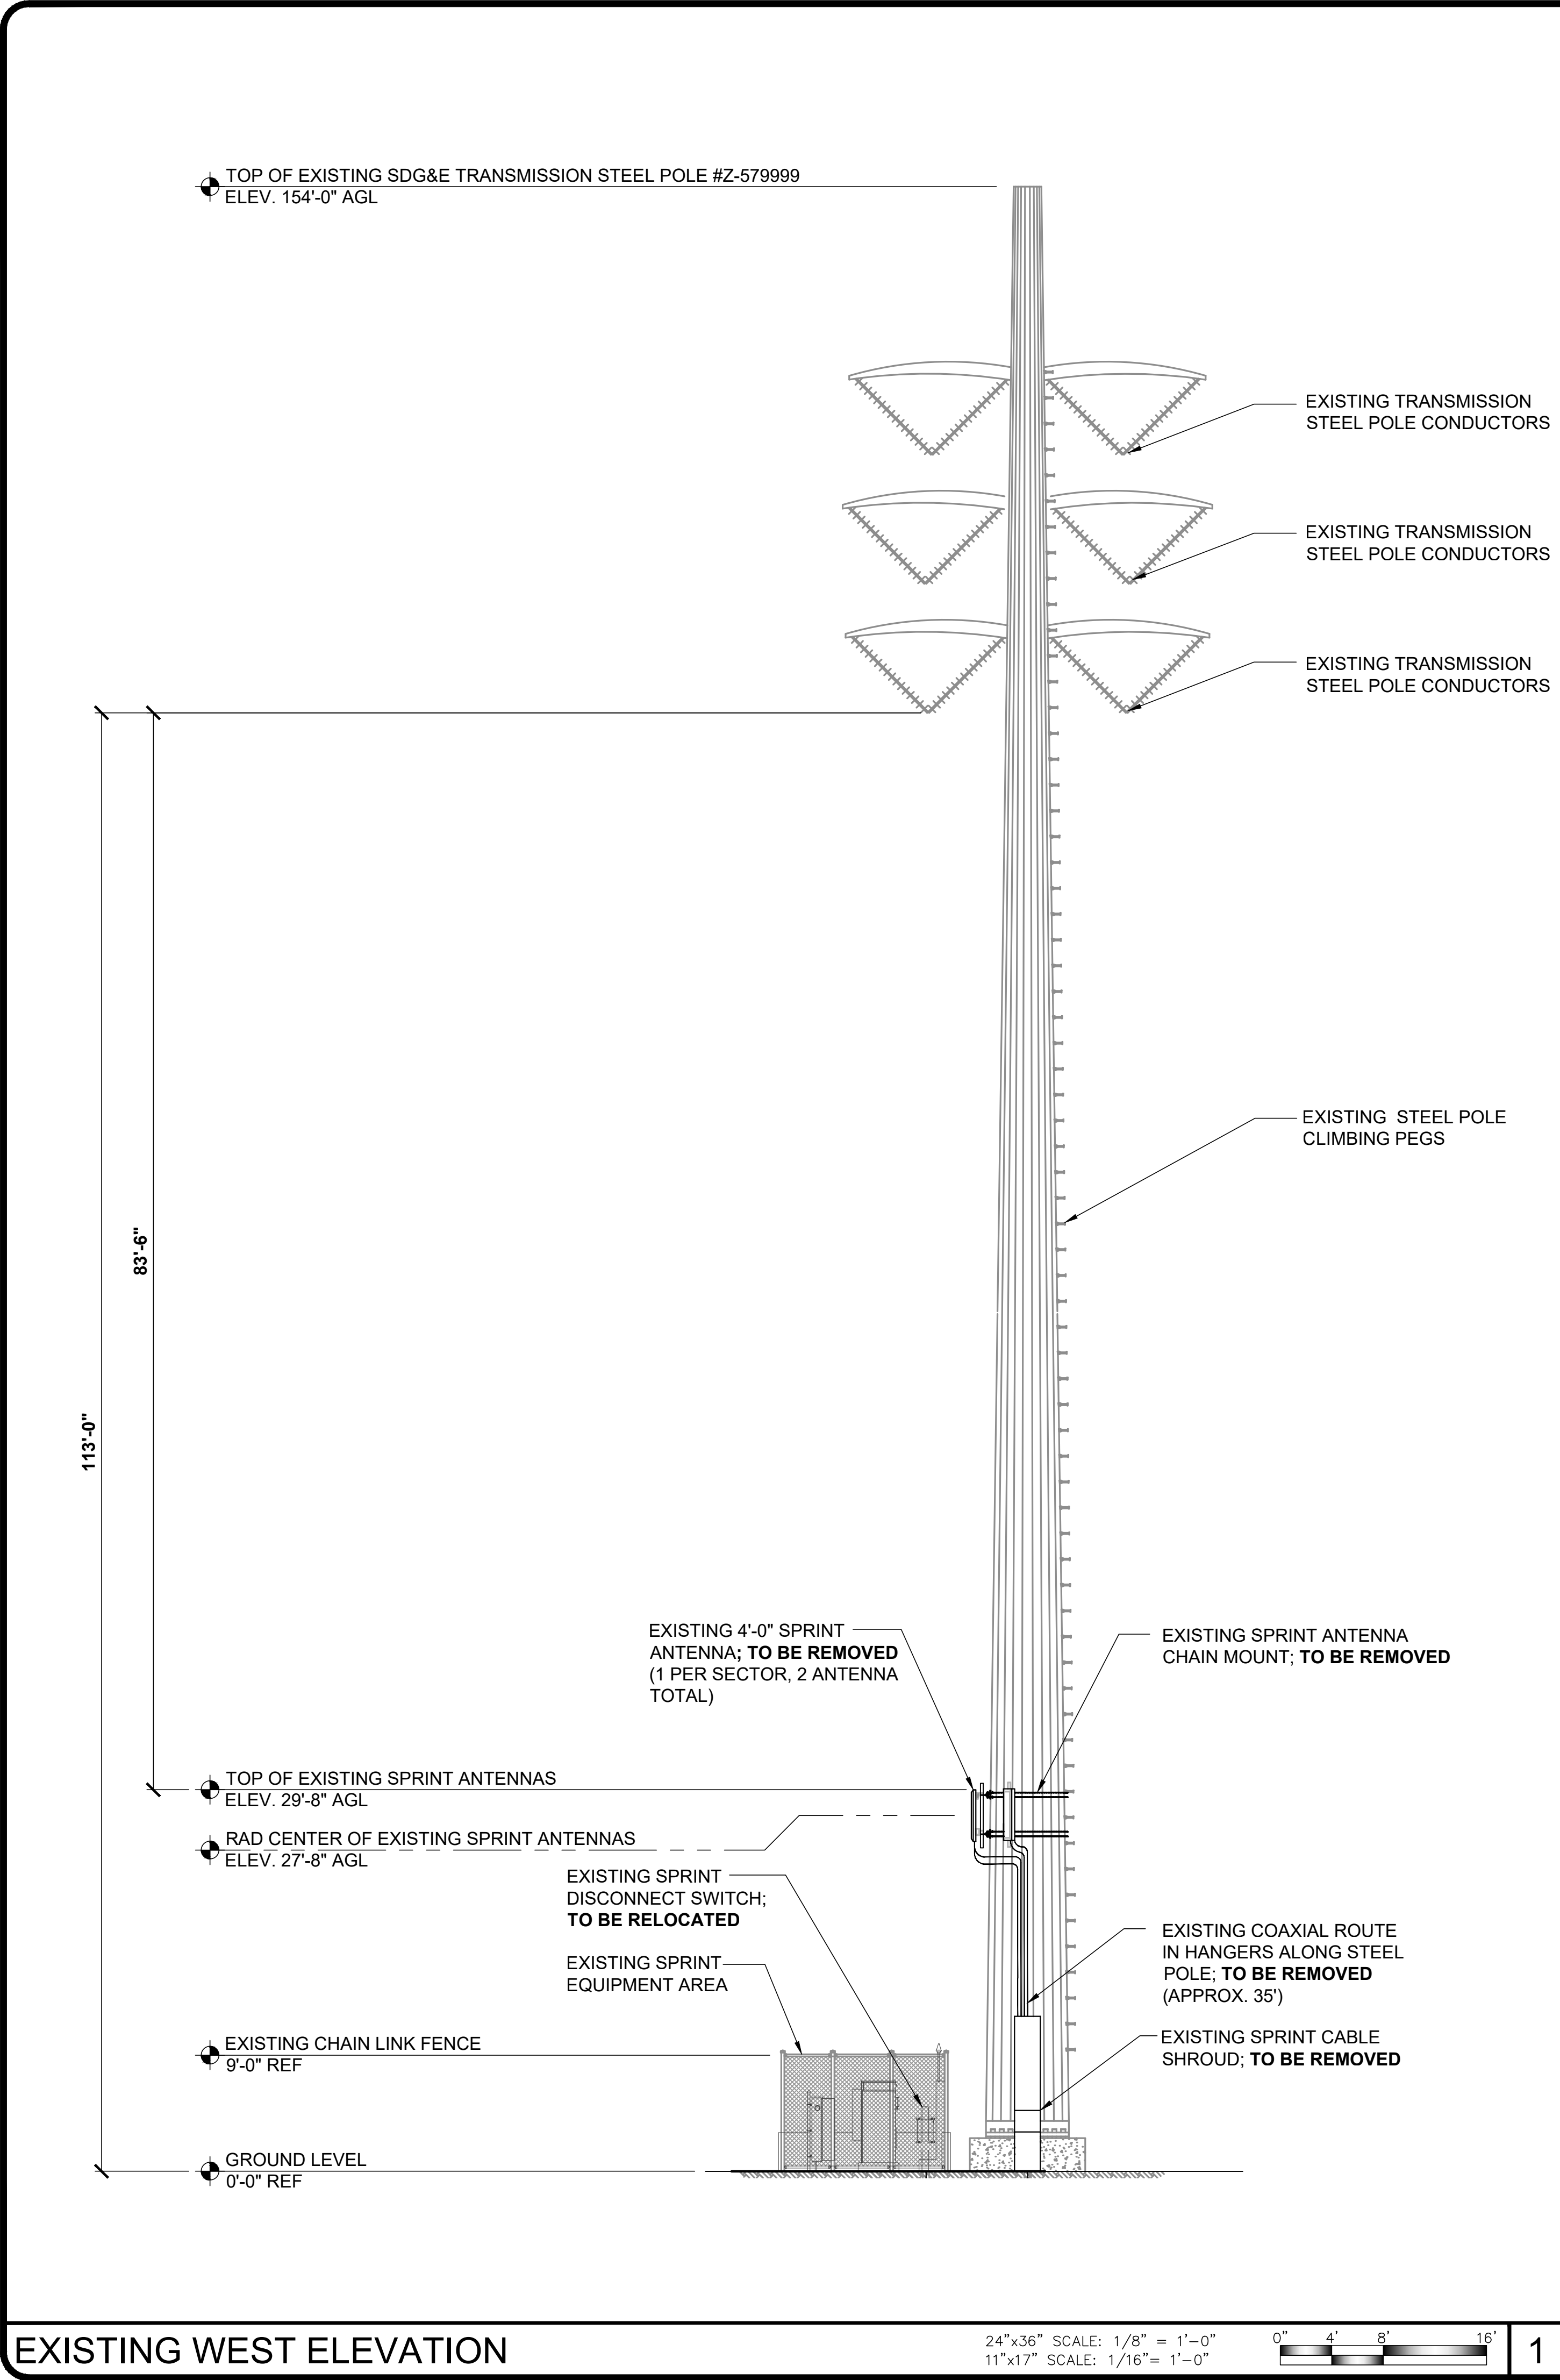 TOP OF EXISTING SDG&E TRANSMISSION STEEL POLE #Z-579999
ELEV. 154'-0" AGL
EXISTING TRANSMISSION
STEEL POLE CONDUCTORS
EXISTING TRANSMISSION
STEEL POLE CONDUCTORS
EXISTING TRANSMISSION
STEEL POLE CONDUCTORS
EXISTING STEEL POLE
CLIMBING PEGS
83'-6"
113'-0"
EXISTING 4'-0" SPRINT
ANTENNA; TO BE REMOVED
(1 PER SECTOR, 2 ANTENNA
TOTAL)
EXISTING SPRINT ANTENNA
CHAIN MOUNT; TO BE REMOVED
TOP OF EXISTING SPRINT ANTENNAS
ELEV. 29'-8" AGL
RAD CENTER OF EXISTING SPRINT ANTENNAS
ELEV. 27'-8" AGL
EXISTING SPRINT
DISCONNECT SWITCH;
TO BE RELOCATED
EXISTING SPRINT
EQUIPMENT AREA
EXISTING COAXIAL ROUTE
IN HANGERS ALONG STEEL
POLE; TO BE REMOVED
(APPROX. 35')
EXISTING CHAIN LINK FENCE
9'-0" REF
EXISTING SPRINT CABLE
SHROUD; TO BE REMOVED
GROUND LEVEL
0'-0" REF
EXISTING WEST ELEVATION
24"x36" SCALE: 1/8" = 1'-0"
11"x17" SCALE: 1/16"= 1'-0"
0" 4' 8' 16'
1